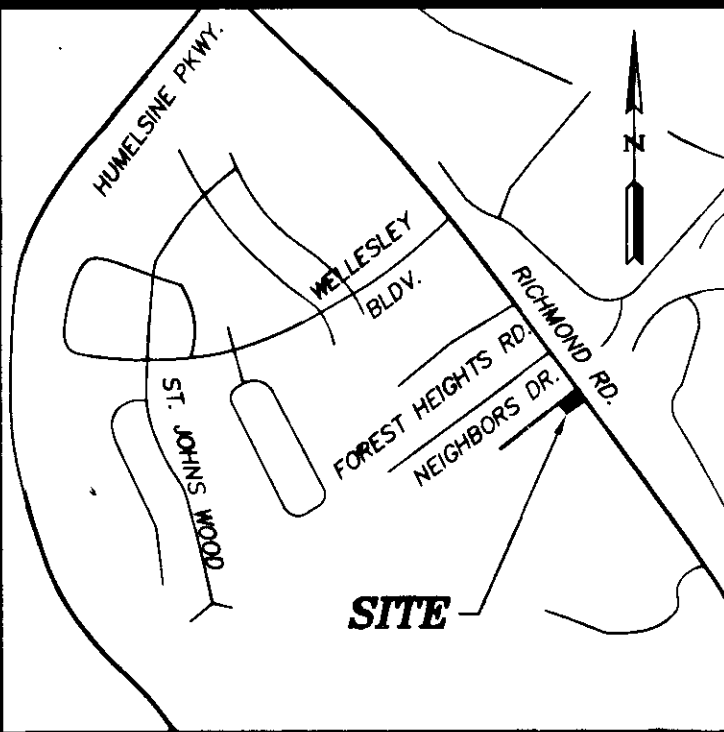 HUMELSINE PKWY.
N
WELLESLEY
BLDV.
RICHMOND RD.
FOREST HEIGHTS RD.
NEIGHBORS DR.
ST. JOHNS WOOD
SITE